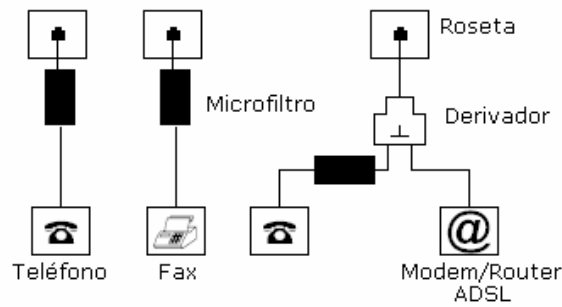 Roseta
Microfiltro
Derivador
@
Teléfono
Fax
Modem/Router
ADSL